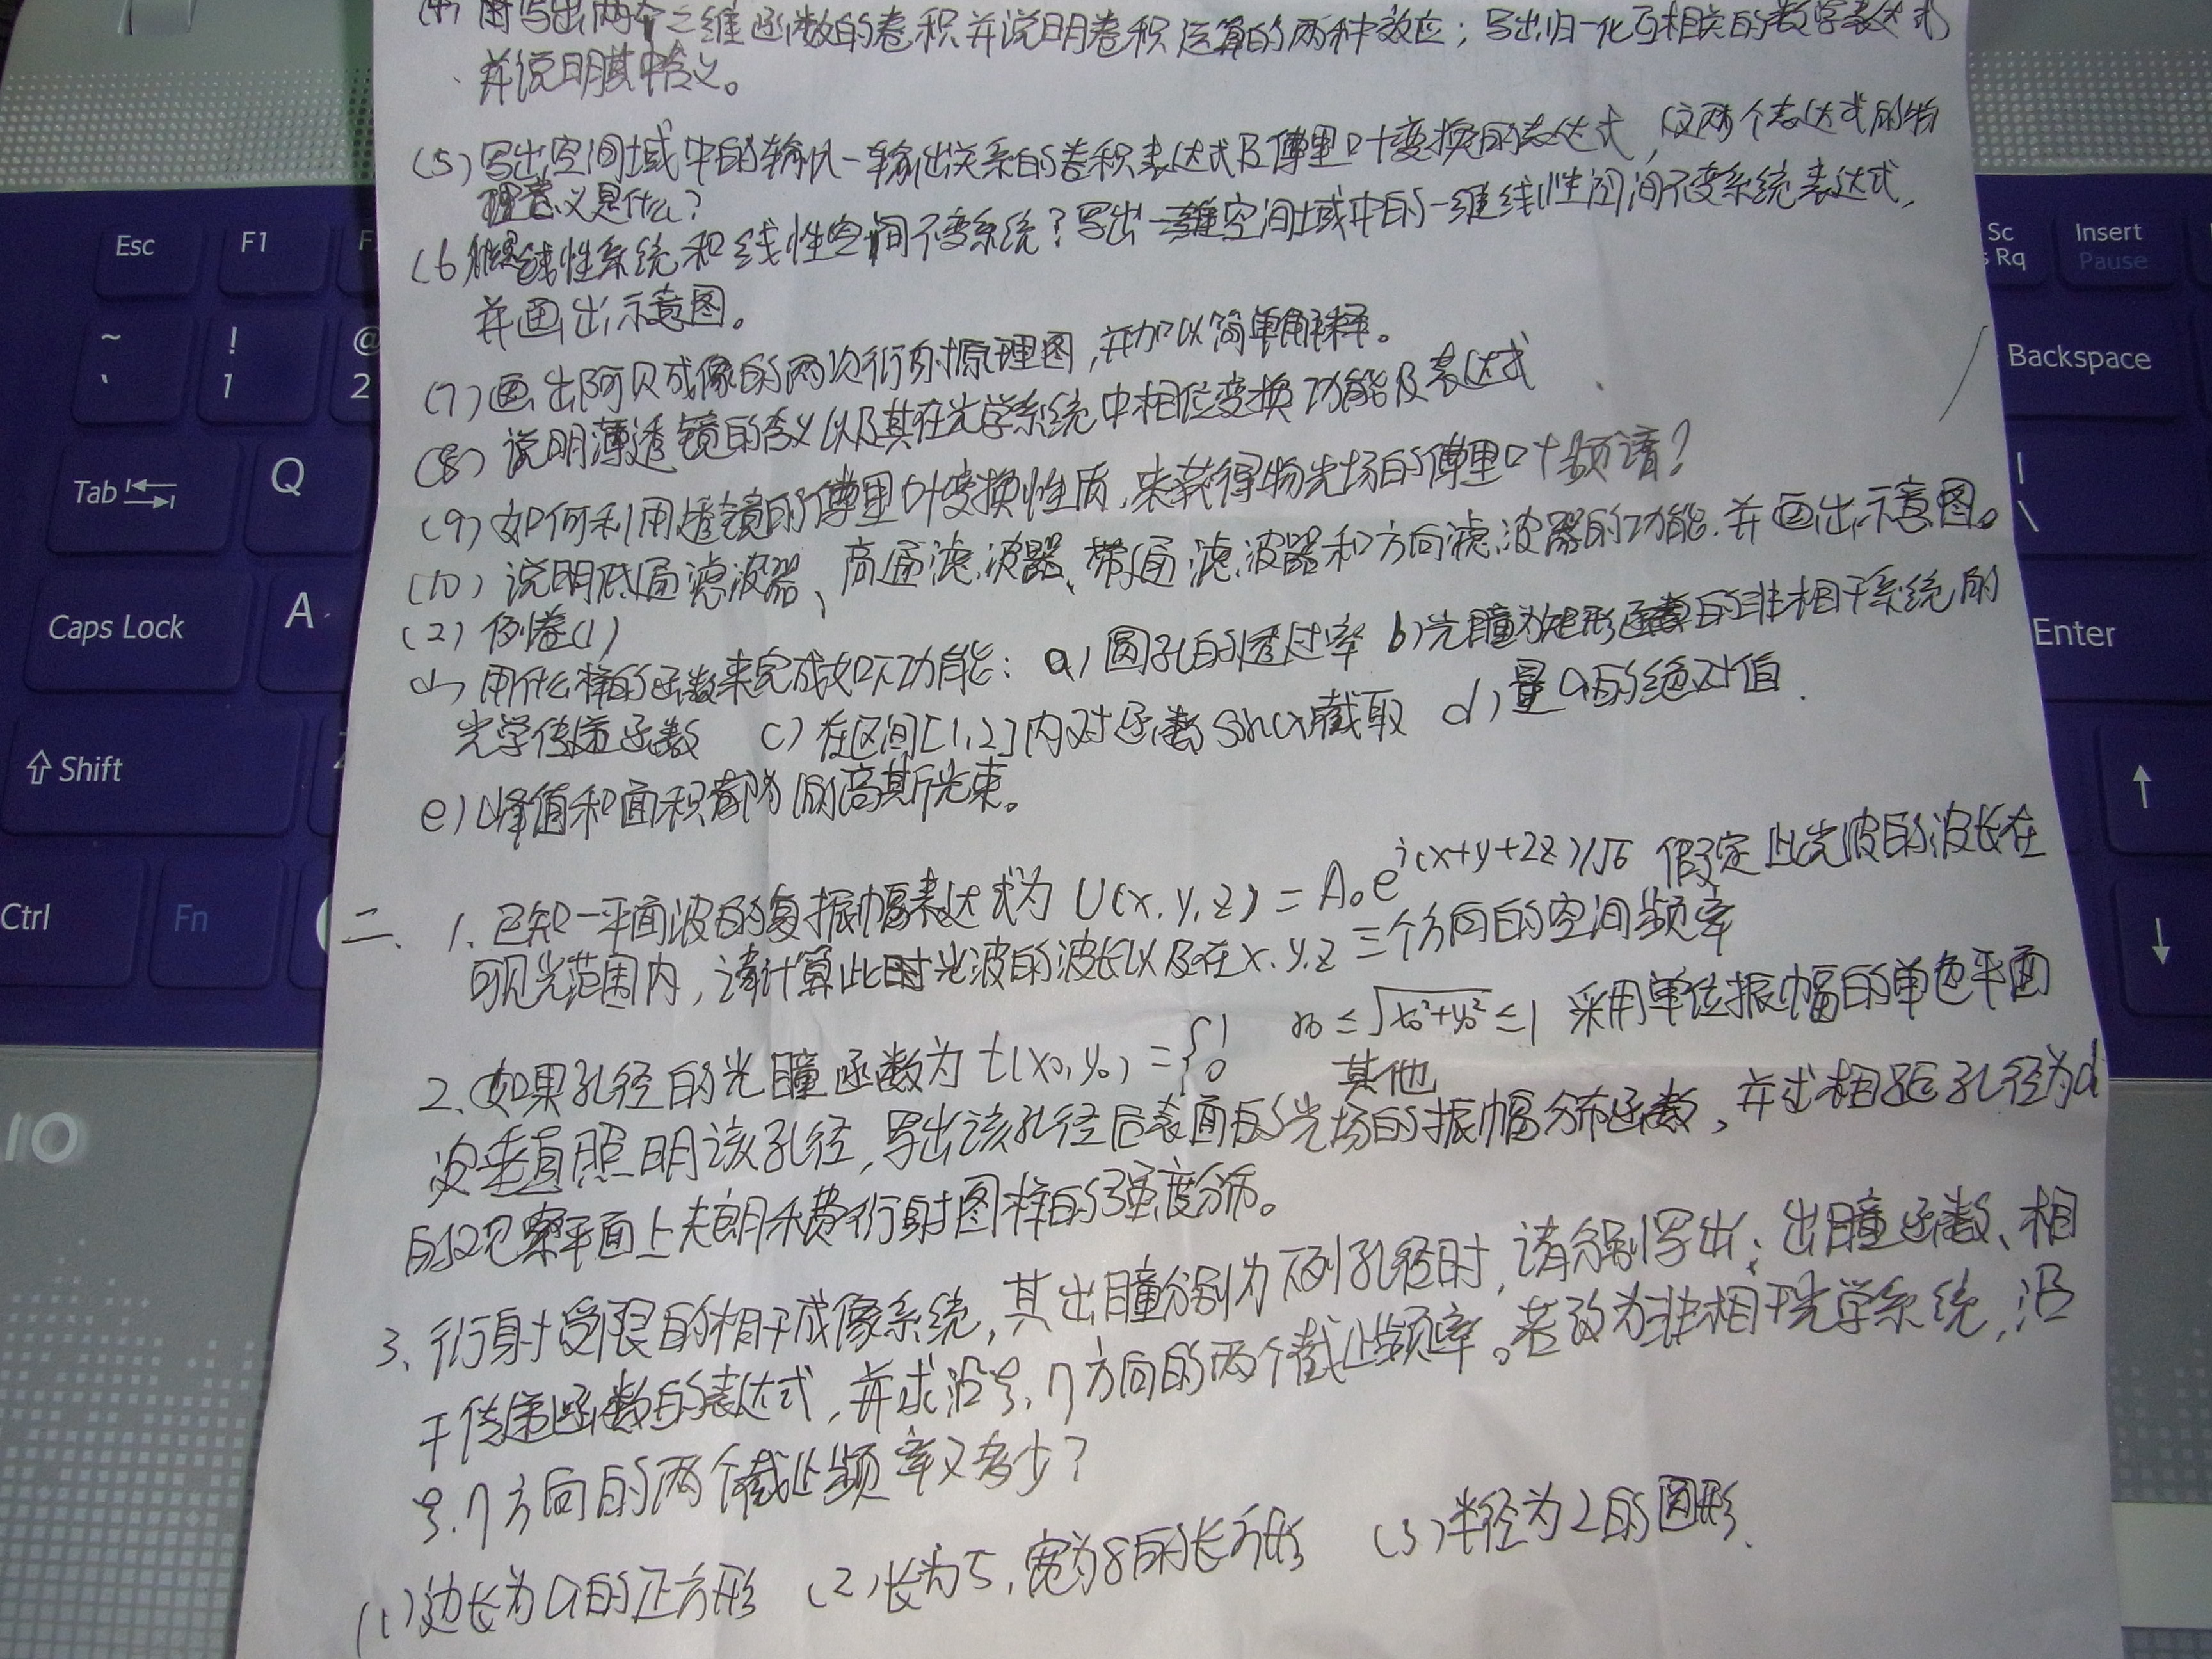 (4) 写出两个二维函数的卷积并说明卷积运算的两种效应；写出归一化互相关的数学表达式
并说明其中含义。
(5) 写出空间域中的输入-输出关系的卷积表达式及傅里叶变换的表达式，这两个表达式的物
理意义是什么？
(6) 线性系统和线性空间不变系统？写出一维空间域中的一维线性空间不变系统表达式，
并画出示意图。
(7) 画出阿贝成像的两次衍射原理图，并加以简单解释。
(8) 说明薄透镜的含义以及其在光学系统中相位变换功能及表达式
(9) 如何利用透镜的傅里叶变换性质，来获得物光场的傅里叶频谱？
(10) 说明低通滤波器、高通滤波器、带通滤波器和方向滤波器的功能.并画出示意图。
(2) 例卷(1)
用什么样的函数来完成如下功能： a) 圆孔的透过率 b) 光瞳为矩形函数的非相干系统的
光学传递函数 c) 在区间[1,2]内对函数sincx截取 d) 量a的绝对值.
e) 峰值和面积都为1的高斯光束。
二、 1、已知一平面波的复振幅表达式为 U(x,y,z) = A₀e^{i(x+y+2z)/√6} 假定此光波的波长在
可见光范围内，请计算此时光波的波长以及在x.y.z三个方向的空间频率
2、如果孔径的光瞳函数为 t(x₀,y₀) = {1 ≤ √x₀²+y₀² ≤1 采用单位振幅的单色平面
0 其他
波垂直照明该孔径，写出该孔径后表面的光场的振幅分布函数，并求相距孔径为d
的观察平面上夫朗禾费衍射图样的强度分布。
3、衍射受限的相干成像系统，其出瞳分别为下列孔径时，请分别写出：出瞳函数、相
干传递函数的表达式，并求沿ξ.η方向的两个截止频率。若改为非相干光学系统，沿
ξ.η方向的两个截止频率又多少？
(1) 边长为a的正方形 (2) 长为5，宽为8的长方形 (3) 半径为2的圆形.
Esc
F1
F
~
`
!
1
@
2
Tab
Q
Caps Lock
A
Shift
Ctrl
Fn
IO
Sc
Rq
Insert
Pause
Backspace
|
\
Enter
↑
↓